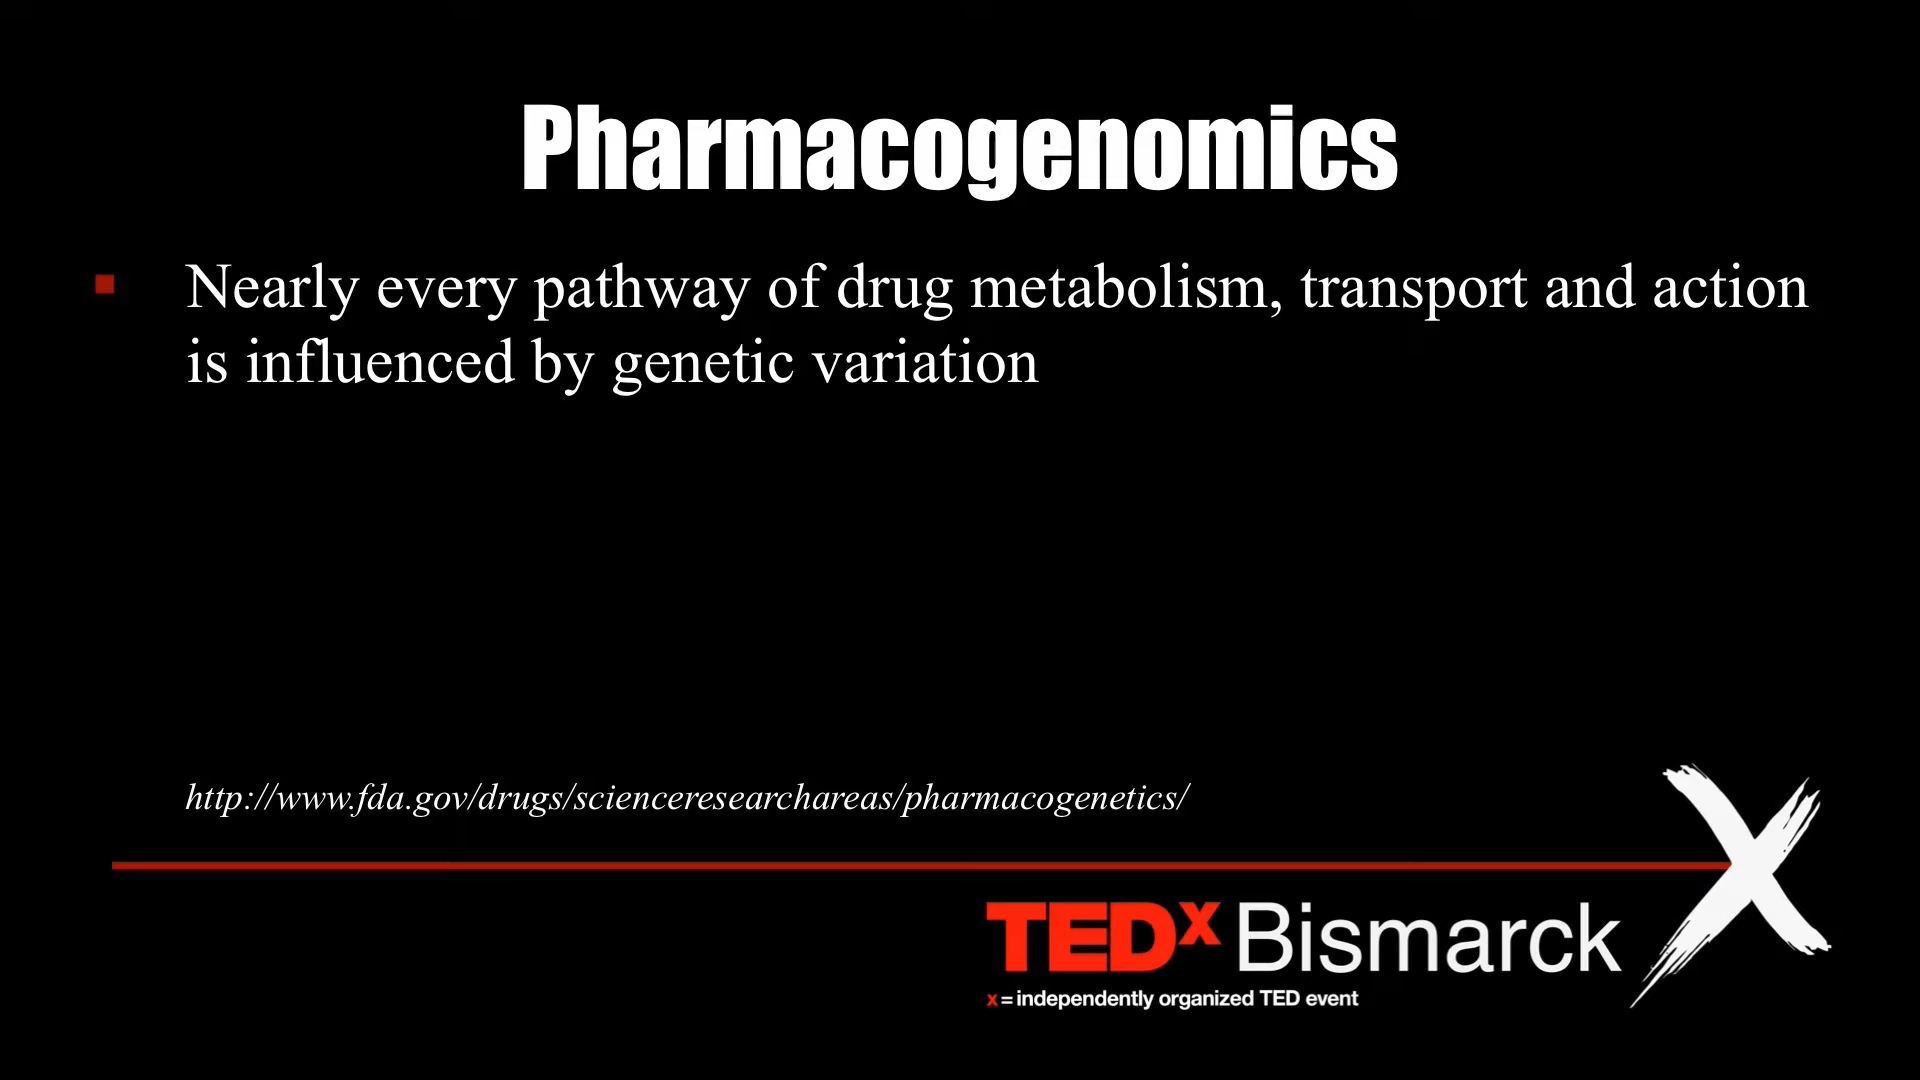 Pharmacogenomics
Nearly every pathway of drug metabolism, transport and action
is influenced by genetic variation
http://www.fda.gov/drugs/scienceresearchareas/pharmacogenetics/
TEDx Bismarck
x = independently organized TED event